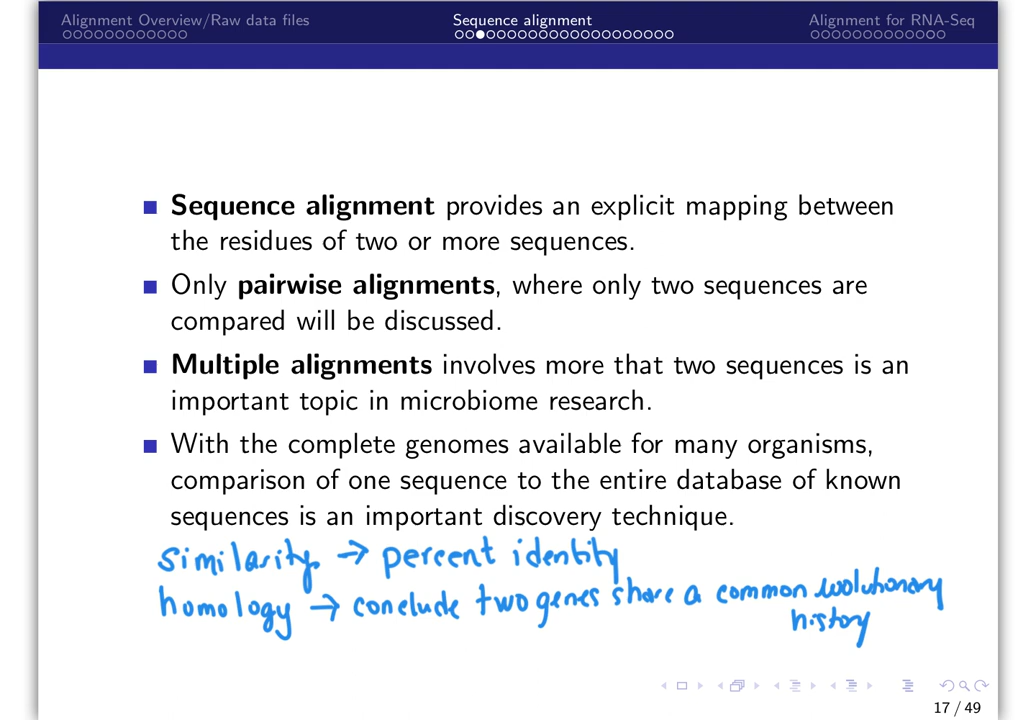 Alignment Overview/Raw data files Sequence alignment Alignment for RNA-Seq
Sequence alignment provides an explicit mapping between
the residues of two or more sequences.
Only pairwise alignments, where only two sequences are
compared will be discussed.
Multiple alignments involves more that two sequences is an
important topic in microbiome research.
With the complete genomes available for many organisms,
comparison of one sequence to the entire database of known
sequences is an important discovery technique.
similarity. → percent identity
homology → conclude two genes share a common evolutionary
history
17 / 49